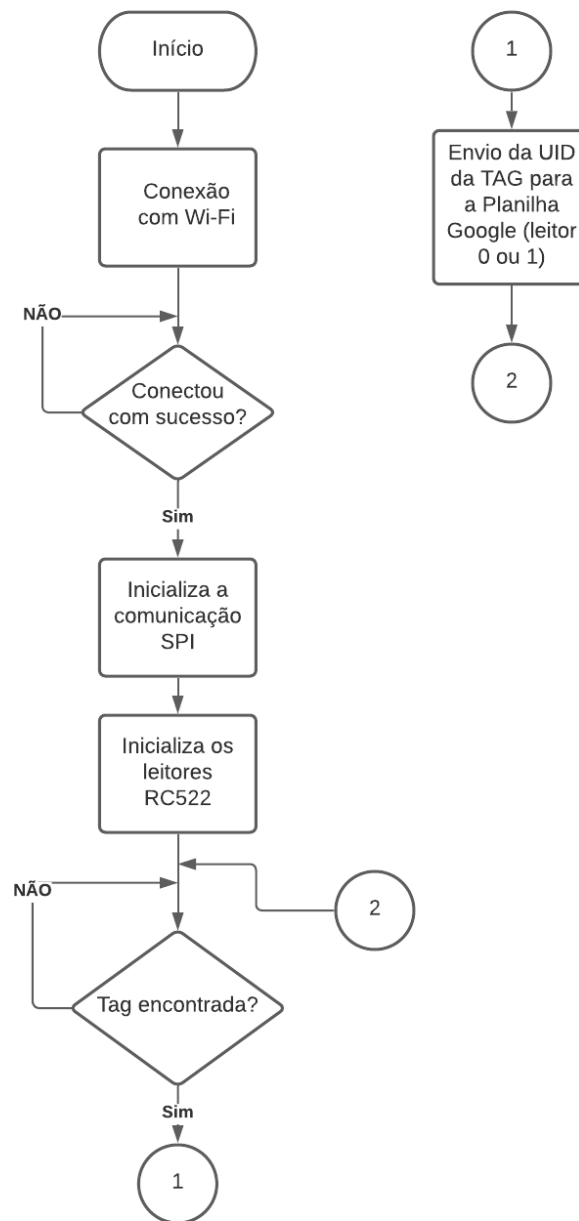 Início
Conexão
com Wi-Fi
NÃO
Conectou
com sucesso?
Sim
Inicializa a
comunicação
SPI
Inicializa os
leitores
RC522
NÃO
2
Tag encontrada?
Sim
1
1
Envio da UID
da TAG para
a Planilha
Google (leitor
0 ou 1)
2